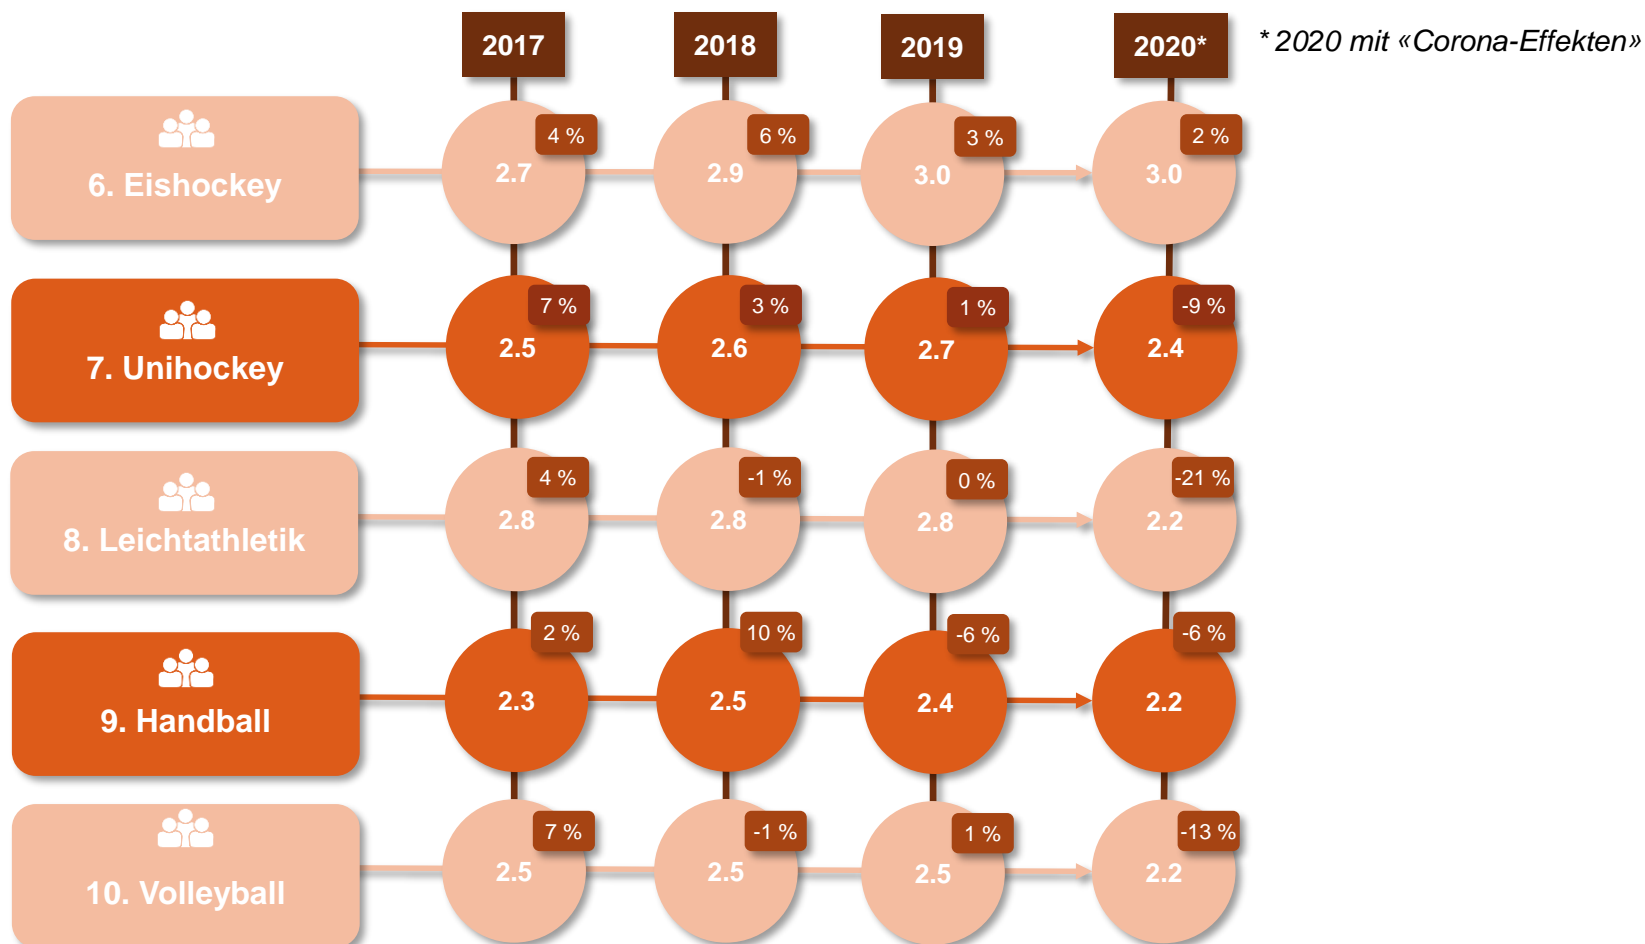 2017 2018 2019 2020* * 2020 mit «Corona-Effekten»
4 % 6 % 3 % 2 %
6. Eishockey 2.7 2.9 3.0 3.0
7 % 3 % 1 % -9 %
7. Unihockey 2.5 2.6 2.7 2.4
4 % -1 % 0 % -21 %
8. Leichtathletik 2.8 2.8 2.8 2.2
2 % 10 % -6 % -6 %
9. Handball 2.3 2.5 2.4 2.2
7 % -1 % 1 % -13 %
10. Volleyball 2.5 2.5 2.5 2.2